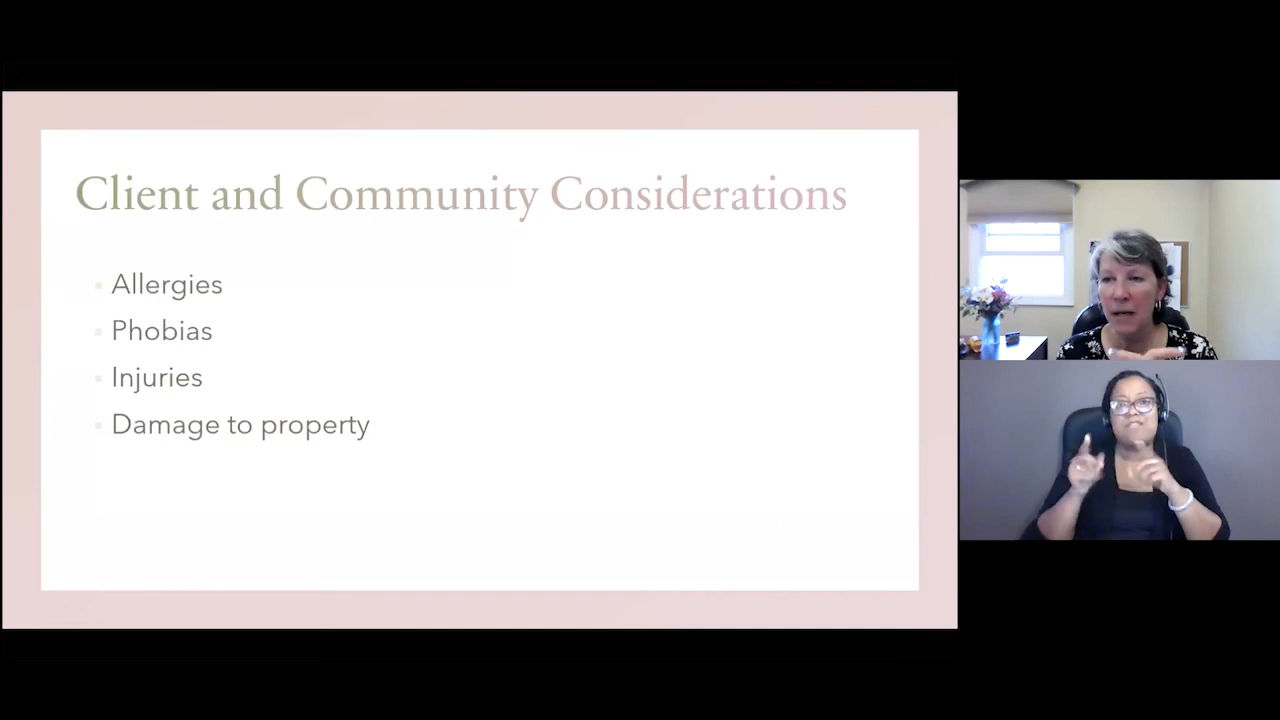 Client and Community Considerations
Allergies
Phobias
Injuries
Damage to property